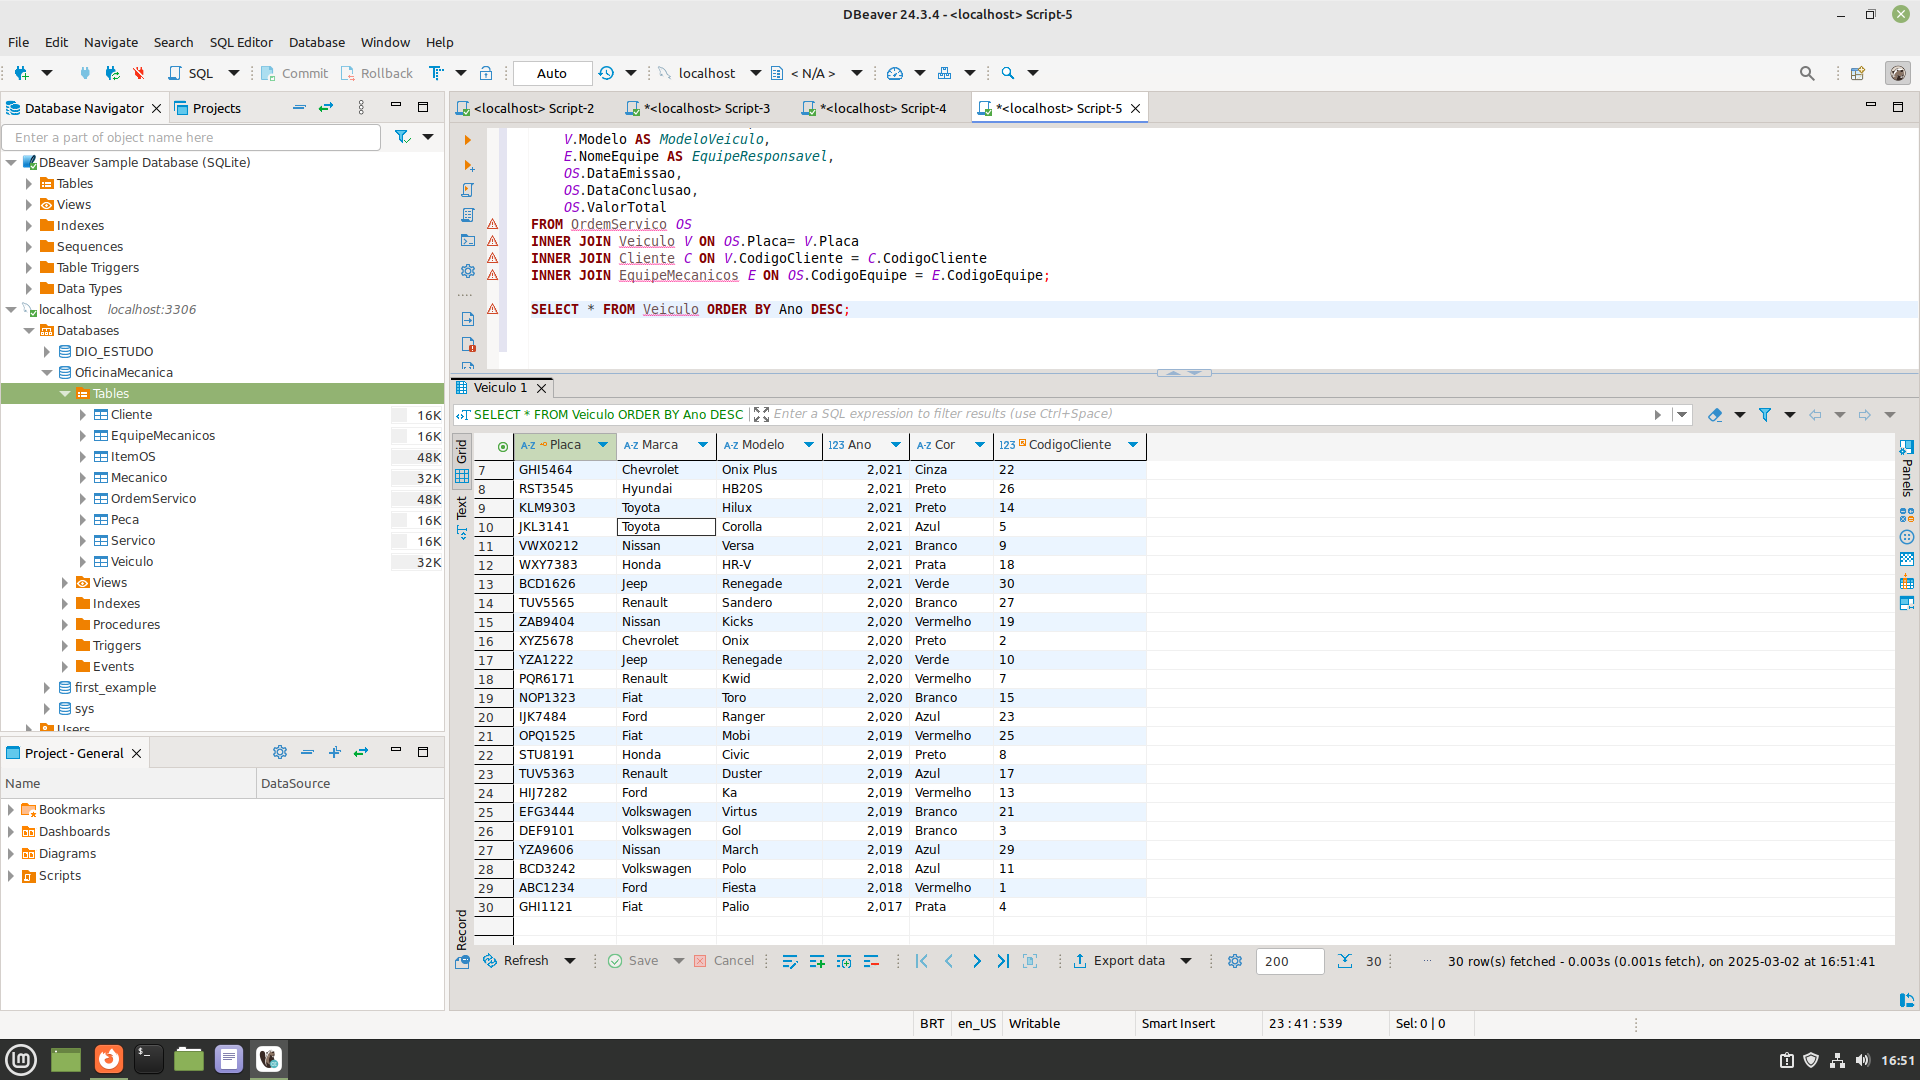 DBeaver 24.3.4 - <localhost> Script-5
File Edit Navigate Search SQL Editor Database Window Help
SQL Commit Rollback Auto localhost < N/A >
Database Navigator Projects
<localhost> Script-2 *<localhost> Script-3 *<localhost> Script-4 *<localhost> Script-5
Enter a part of object name here
DBeaver Sample Database (SQLite)
Tables
Views
Indexes
Sequences
Table Triggers
Data Types
localhost localhost:3306
Databases
DIO_ESTUDO
OficinaMecanica
Tables
Cliente 16K
EquipeMecanicos 16K
ItemOS 48K
Mecanico 32K
OrdemServico 48K
Peca 16K
Servico 16K
Veiculo 32K
Views
Indexes
Procedures
Triggers
Events
first_example
sys
Users
Project - General
Name DataSource
Bookmarks
Dashboards
Diagrams
Scripts
V.Modelo AS ModeloVeiculo,
E.NomeEquipe AS EquipeResponsavel,
OS.DataEmissao,
OS.DataConclusao,
OS.ValorTotal
FROM OrdemServico OS
INNER JOIN Veiculo V ON OS.Placa= V.Placa
INNER JOIN Cliente C ON V.CodigoCliente = C.CodigoCliente
INNER JOIN EquipeMecanicos E ON OS.CodigoEquipe = E.CodigoEquipe;
SELECT * FROM Veiculo ORDER BY Ano DESC;
Veiculo 1
SELECT * FROM Veiculo ORDER BY Ano DESC Enter a SQL expression to filter results (use Ctrl+Space)
Grid
Text
Record
Panels
A-Z Placa A-Z Marca A-Z Modelo 123 Ano A-Z Cor 123 CodigoCliente
7 GHI5464 Chevrolet Onix Plus 2,021 Cinza 22
8 RST3545 Hyundai HB20S 2,021 Preto 26
9 KLM9303 Toyota Hilux 2,021 Preto 14
10 JKL3141 Toyota Corolla 2,021 Azul 5
11 VWX0212 Nissan Versa 2,021 Branco 9
12 WXY7383 Honda HR-V 2,021 Prata 18
13 BCD1626 Jeep Renegade 2,021 Verde 30
14 TUV5565 Renault Sandero 2,020 Branco 27
15 ZAB9404 Nissan Kicks 2,020 Vermelho 19
16 XYZ5678 Chevrolet Onix 2,020 Preto 2
17 YZA1222 Jeep Renegade 2,020 Verde 10
18 PQR6171 Renault Kwid 2,020 Vermelho 7
19 NOP1323 Fiat Toro 2,020 Branco 15
20 IJK7484 Ford Ranger 2,020 Azul 23
21 OPQ1525 Fiat Mobi 2,019 Vermelho 25
22 STU8191 Honda Civic 2,019 Preto 8
23 TUV5363 Renault Duster 2,019 Azul 17
24 HIJ7282 Ford Ka 2,019 Vermelho 13
25 EFG3444 Volkswagen Virtus 2,019 Branco 21
26 DEF9101 Volkswagen Gol 2,019 Branco 3
27 YZA9606 Nissan March 2,019 Azul 29
28 BCD3242 Volkswagen Polo 2,018 Azul 11
29 ABC1234 Ford Fiesta 2,018 Vermelho 1
30 GHI1121 Fiat Palio 2,017 Prata 4
Refresh Save Cancel Export data 200 30 30 row(s) fetched - 0.003s (0.001s fetch), on 2025-03-02 at 16:51:41
BRT en_US Writable Smart Insert 23 : 41 : 539 Sel: 0 | 0
16:51